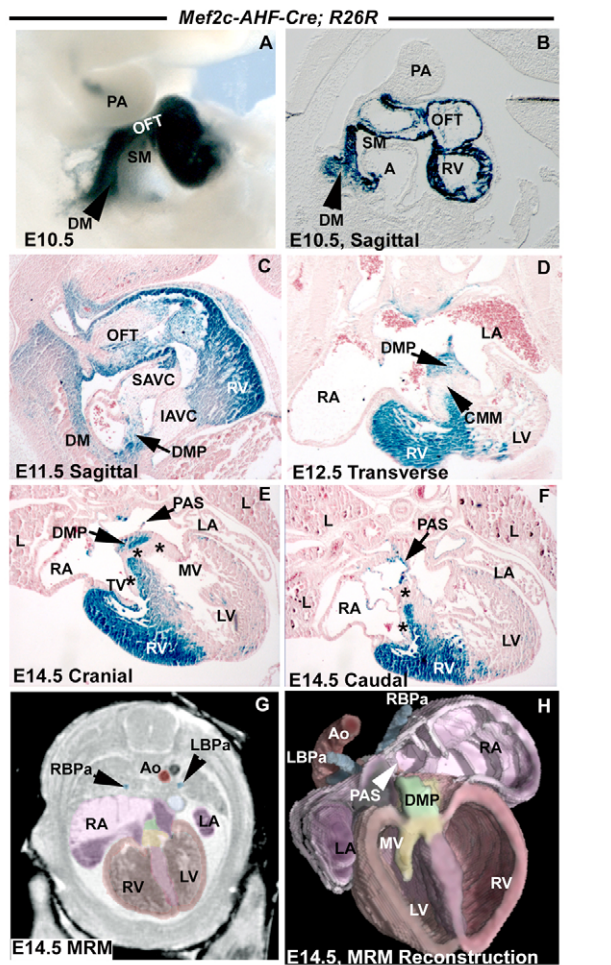 Mef2c-AHF-Cre; R26R
A
PA
OFT
SM
DM
E10.5
B
PA
OFT
SM
A
RV
DM
E10.5, Sagittal
C
OFT
SAVC
RV
IAVC
DM
DMP
E11.5 Sagittal
D
LA
DMP
RA
CMM
LV
RV
E12.5 Transverse
E
PAS
L
DMP
LA
L
* *
RA
MV
TV*
LV
RV
E14.5 Cranial
F
L
PAS
L
LA
*
L
RA
*
LV
RV
E14.5 Caudal
G
Ao
LBPa
RBPa
RA
LA
RV
LV
E14.5 MRM
H
RBPa
Ao
LBPa
RA
PAS
DMP
MV
LA
RV
LV
E14.5, MRM Reconstruction